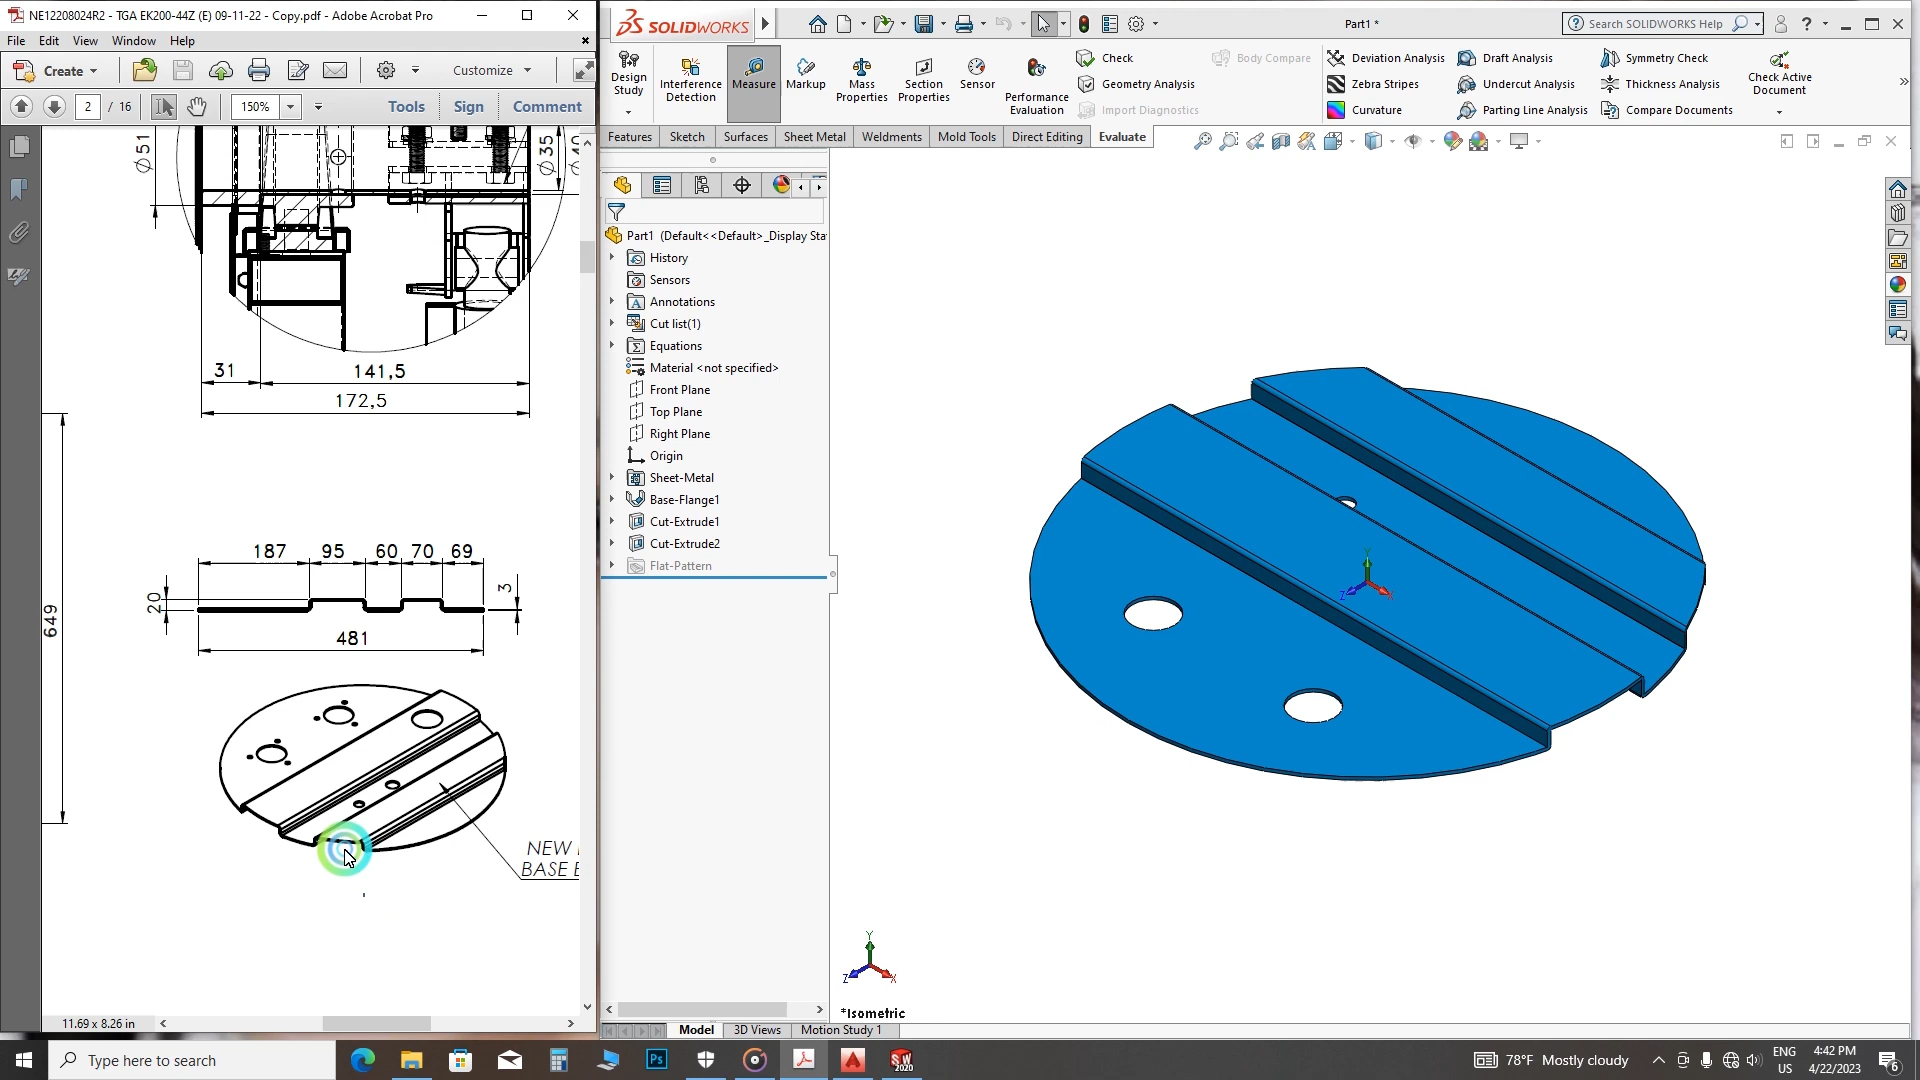 NE12208024R2 - TGA EK200-44Z (E) 09-11-22 - Copy.pdf - Adobe Acrobat Pro
File Edit View Window Help
Create
Customize
2 / 16
150%
Tools
Sign
Comment
Ø51
Ø35
31
141,5
172,5
649
187 95 60 70 69
20
3
481
NEW
BASE
11.69 x 8.26 in
SOLIDWORKS
Part1 *
Search SOLIDWORKS Help
Design Study
Interference Detection
Measure
Markup
Mass Properties
Section Properties
Sensor
Performance Evaluation
Check
Geometry Analysis
Import Diagnostics
Body Compare
Deviation Analysis
Zebra Stripes
Curvature
Draft Analysis
Undercut Analysis
Parting Line Analysis
Symmetry Check
Thickness Analysis
Compare Documents
Check Active Document
Features Sketch Surfaces Sheet Metal Weldments Mold Tools Direct Editing Evaluate
Part1 (Default<<Default>_Display Sta
History
Sensors
Annotations
Cut list(1)
Equations
Material <not specified>
Front Plane
Top Plane
Right Plane
Origin
Sheet-Metal
Base-Flange1
Cut-Extrude1
Cut-Extrude2
Flat-Pattern
Y
Z
X
Y
Z
X
*Isometric
Model 3D Views Motion Study 1
Type here to search
Ps
SW
2020
78°F Mostly cloudy
ENG
US
4:42 PM
4/22/2023
6